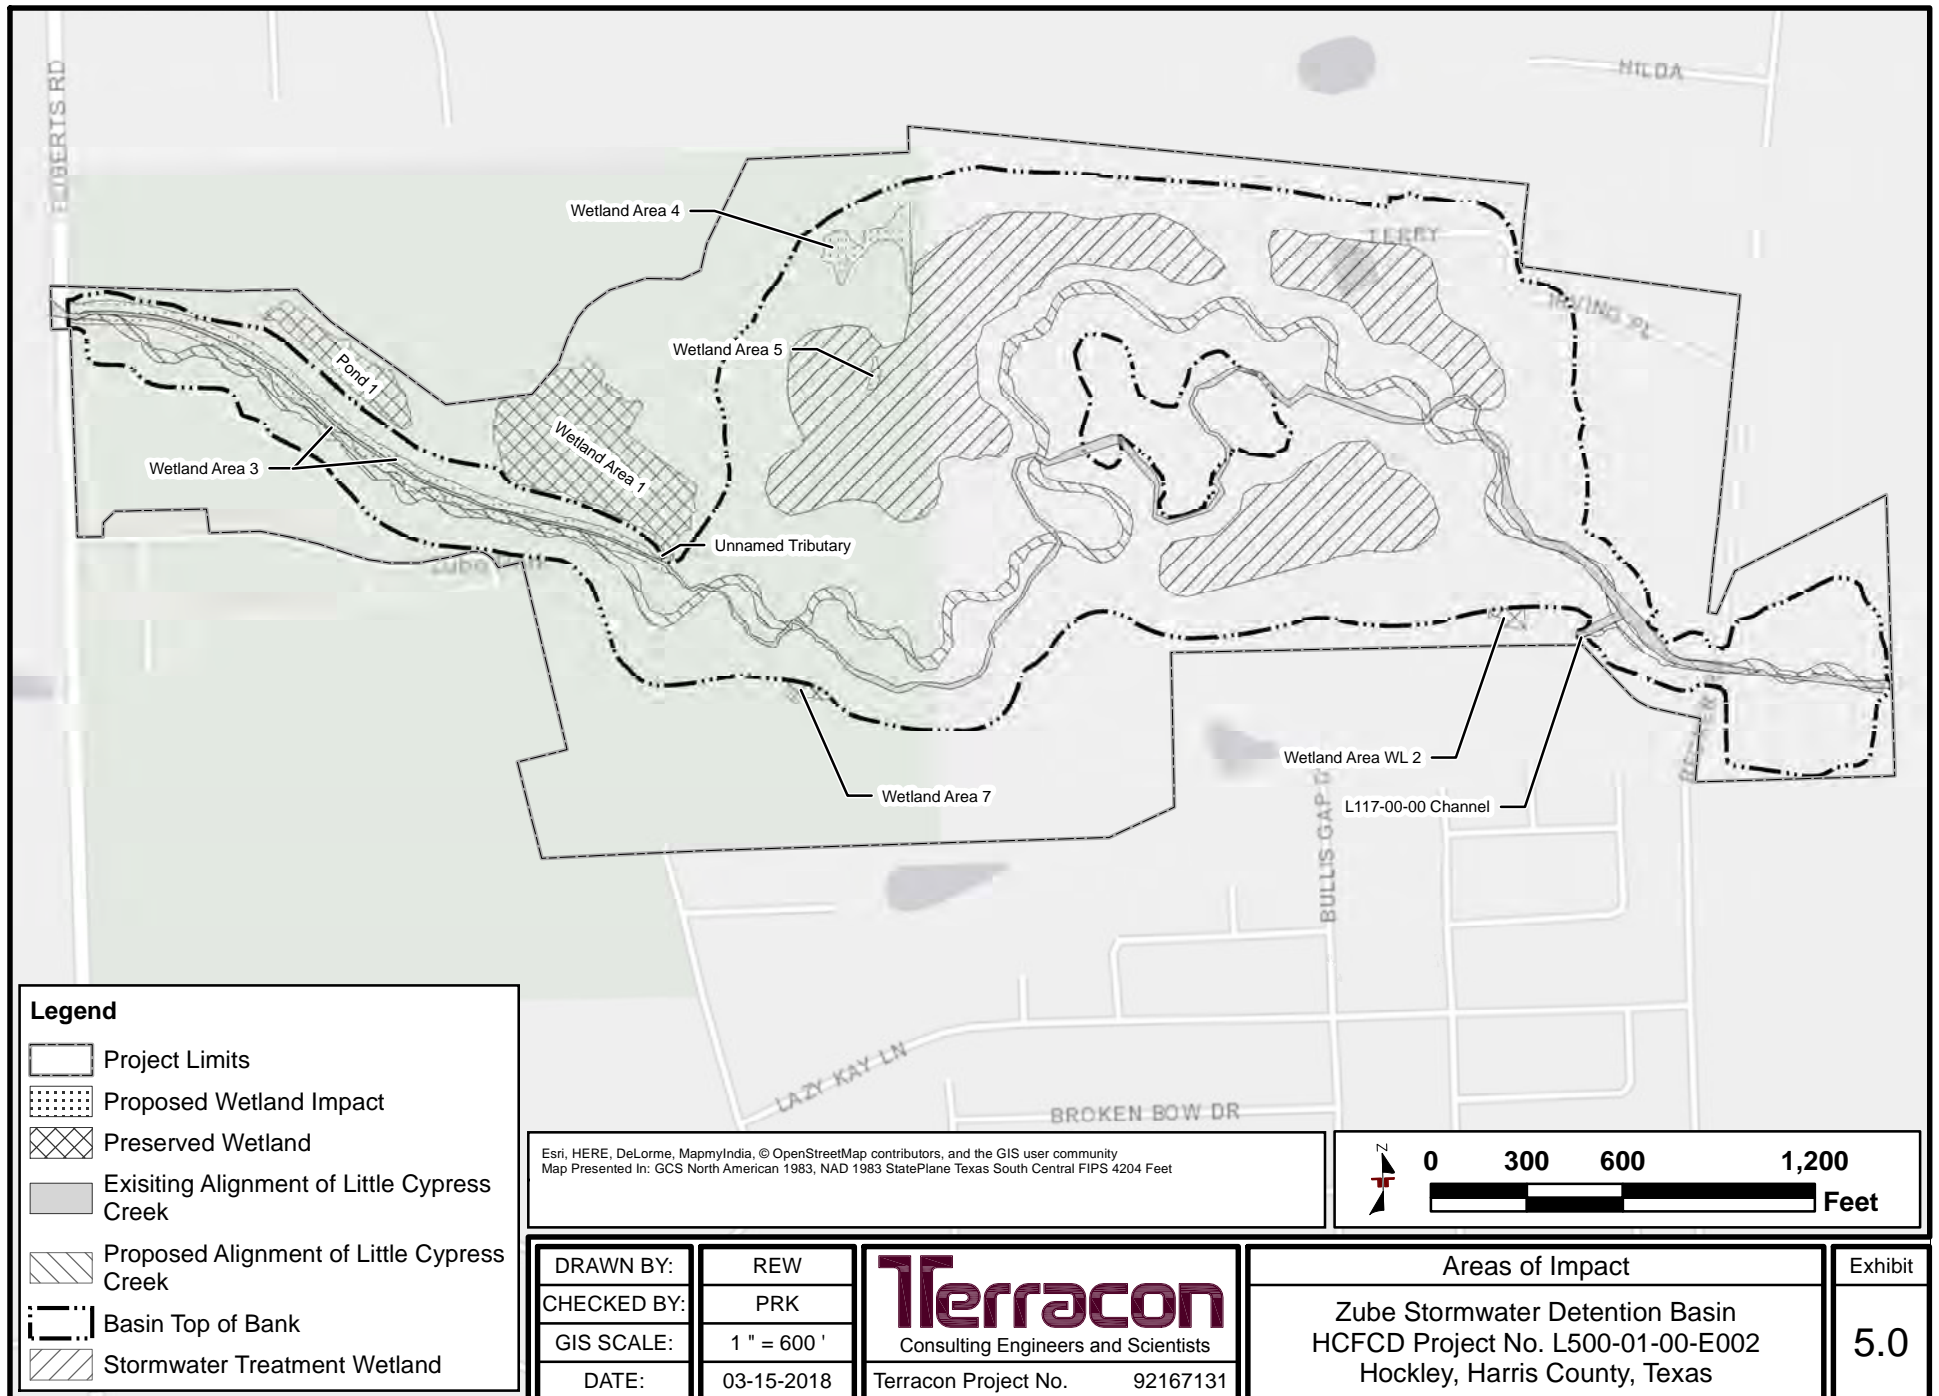 HILDA
TERRY
IRVING PL
Wetland Area 4
Wetland Area 5
Pond 1
Wetland Area 1
Wetland Area 3
Unnamed Tributary
Wetland Area WL 2
Wetland Area 7
L117-00-00 Channel
BULLIS GAP
LAZY KAY LN
BROKEN BOW DR
Legend
Project Limits
Proposed Wetland Impact
Preserved Wetland
Exisiting Alignment of Little Cypress
Creek
Proposed Alignment of Little Cypress
Creek
Basin Top of Bank
Stormwater Treatment Wetland
Esri, HERE, DeLorme, MapmyIndia, © OpenStreetMap contributors, and the GIS user community
Map Presented In: GCS North American 1983, NAD 1983 StatePlane Texas South Central FIPS 4204 Feet
N
0 300 600 1,200
Feet
DRAWN BY: REW
CHECKED BY: PRK
GIS SCALE: 1 " = 600 '
DATE: 03-15-2018
Terracon
Consulting Engineers and Scientists
Terracon Project No. 92167131
Areas of Impact
Zube Stormwater Detention Basin
HCFCD Project No. L500-01-00-E002
Hockley, Harris County, Texas
Exhibit
5.0